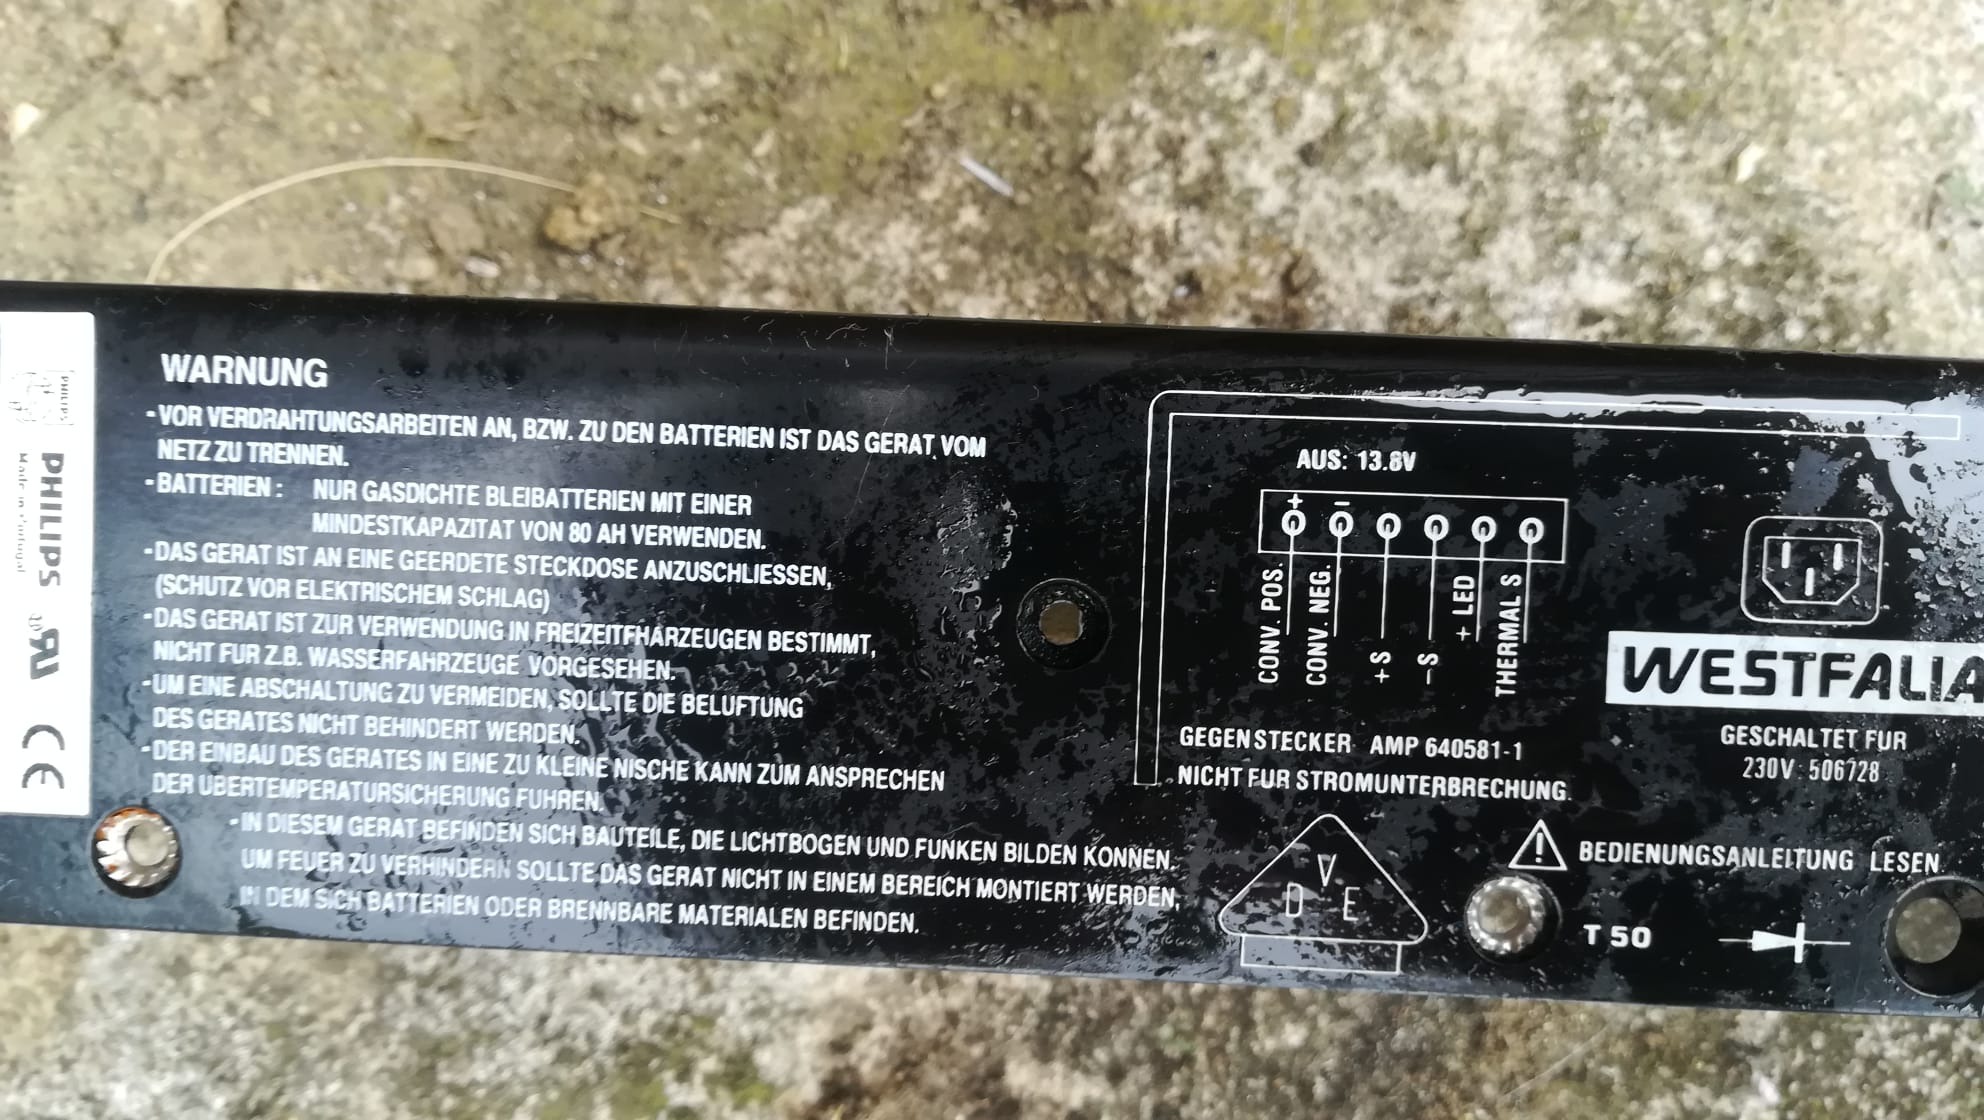 WARNUNG
-VOR VERDRAHTUNGSARBEITEN AN, BZW. ZU DEN BATTERIEN IST DAS GERAT VOM
NETZ ZU TRENNEN.
-BATTERIEN : NUR GASDICHTE BLEIBATTERIEN MIT EINER
MINDESTKAPAZITAT VON 80 AH VERWENDEN.
-DAS GERAT IST AN EINE GEERDETE STECKDOSE ANZUSCHLIESSEN,
(SCHUTZ VOR ELEKTRISCHEM SCHLAG)
-DAS GERAT IST ZUR VERWENDUNG IN FREIZEITFHARZEUGEN BESTIMMT,
NICHT FUR Z.B. WASSERFAHRZEUGE VORGESEHEN.
-UM EINE ABSCHALTUNG ZU VERMEIDEN, SOLLTE DIE BELUFTUNG
DES GERATES NICHT BEHINDERT WERDEN.
-DER EINBAU DES GERATES IN EINE ZU KLEINE NISCHE KANN ZUM ANSPRECHEN
DER UBERTEMPERATURSICHERUNG FUHREN.
-IN DIESEM GERAT BEFINDEN SICH BAUTEILE, DIE LICHTBOGEN UND FUNKEN BILDEN KONNEN.
UM FEUER ZU VERHINDERN SOLLTE DAS GERAT NICHT IN EINEM BEREICH MONTIERT WERDEN,
IN DEM SICH BATTERIEN ODER BRENNBARE MATERIALEN BEFINDEN.
PHILIPS
PHILIPS
Made in Portugal
CE
AUS: 13.8V
+ -
CONV. POS.
CONV. NEG.
+ S
- S
+ LED
THERMAL S
GEGENSTECKER AMP 640581-1
NICHT FUR STROMUNTERBRECHUNG.
WESTFALIA
GESCHALTET FUR
230V : 506728
VDE
BEDIENUNGSANLEITUNG LESEN
T 50